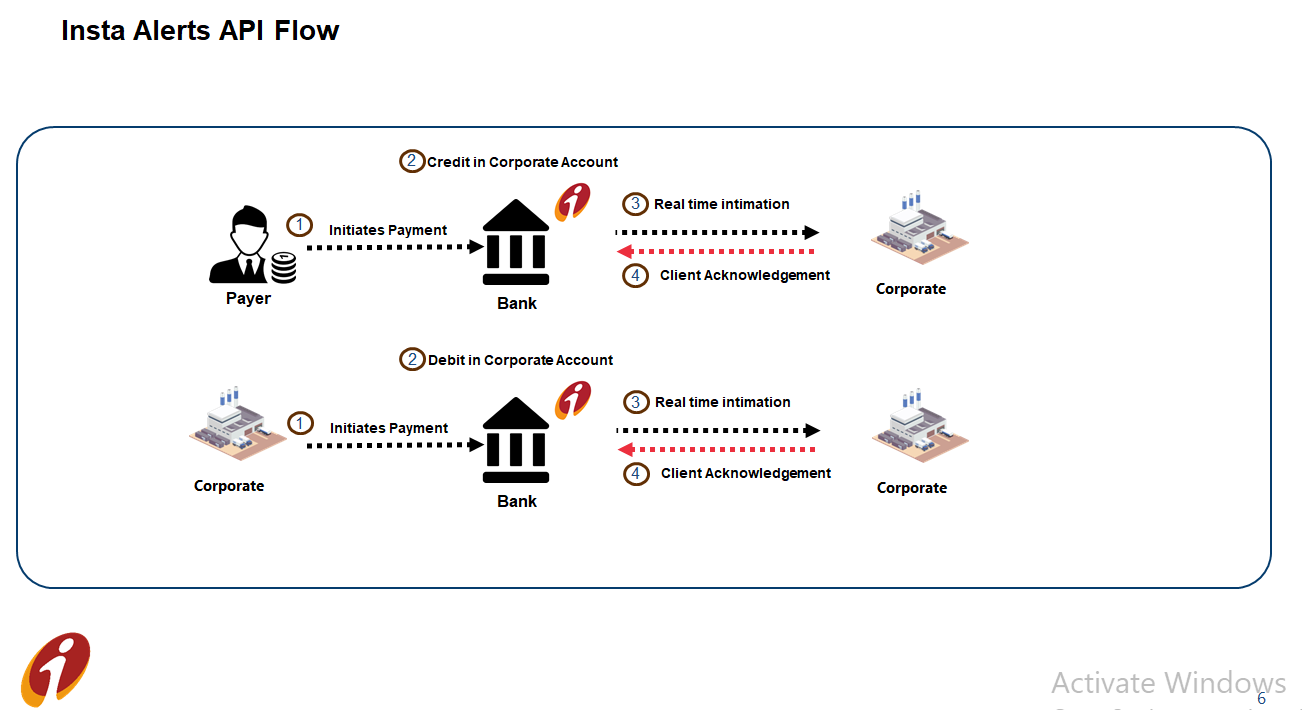 Insta Alerts API Flow
2 Credit in Corporate Account
1 Initiates Payment
3 Real time intimation
4 Client Acknowledgement
Payer
Bank
Corporate
2 Debit in Corporate Account
1 Initiates Payment
3 Real time intimation
4 Client Acknowledgement
Corporate
Bank
Corporate
Activate Windows
6